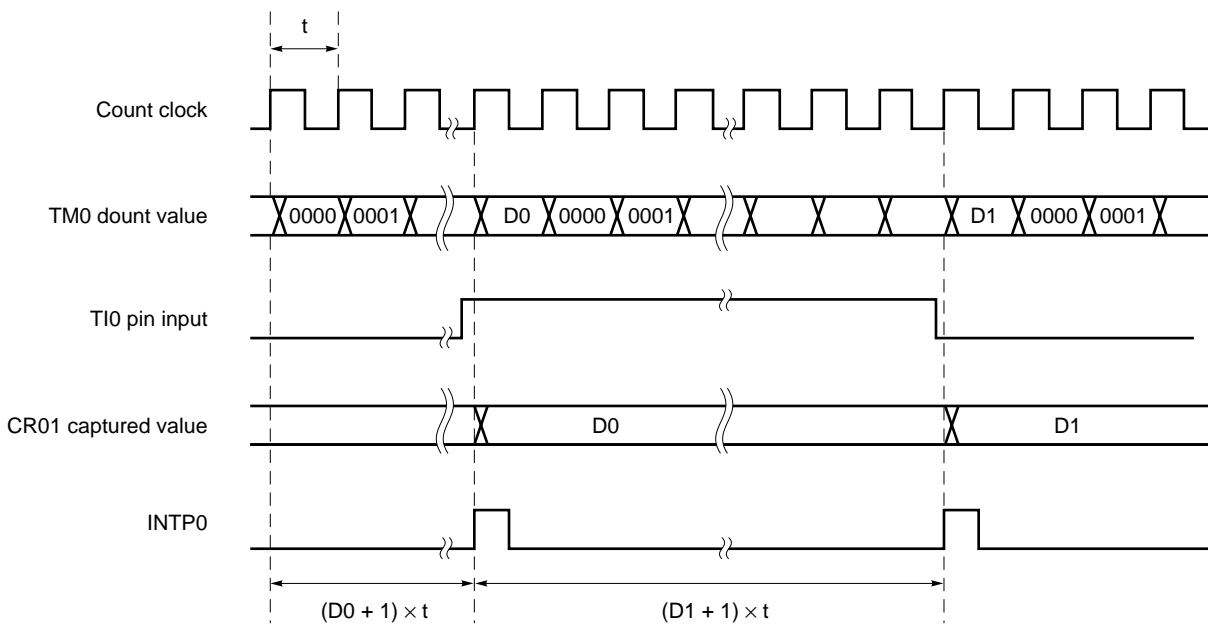 t
Count clock
TM0 dount value
0000 0001 D0 0000 0001 D1 0000 0001
TI0 pin input
CR01 captured value
D0 D1
INTP0
(D0 + 1) × t (D1 + 1) × t